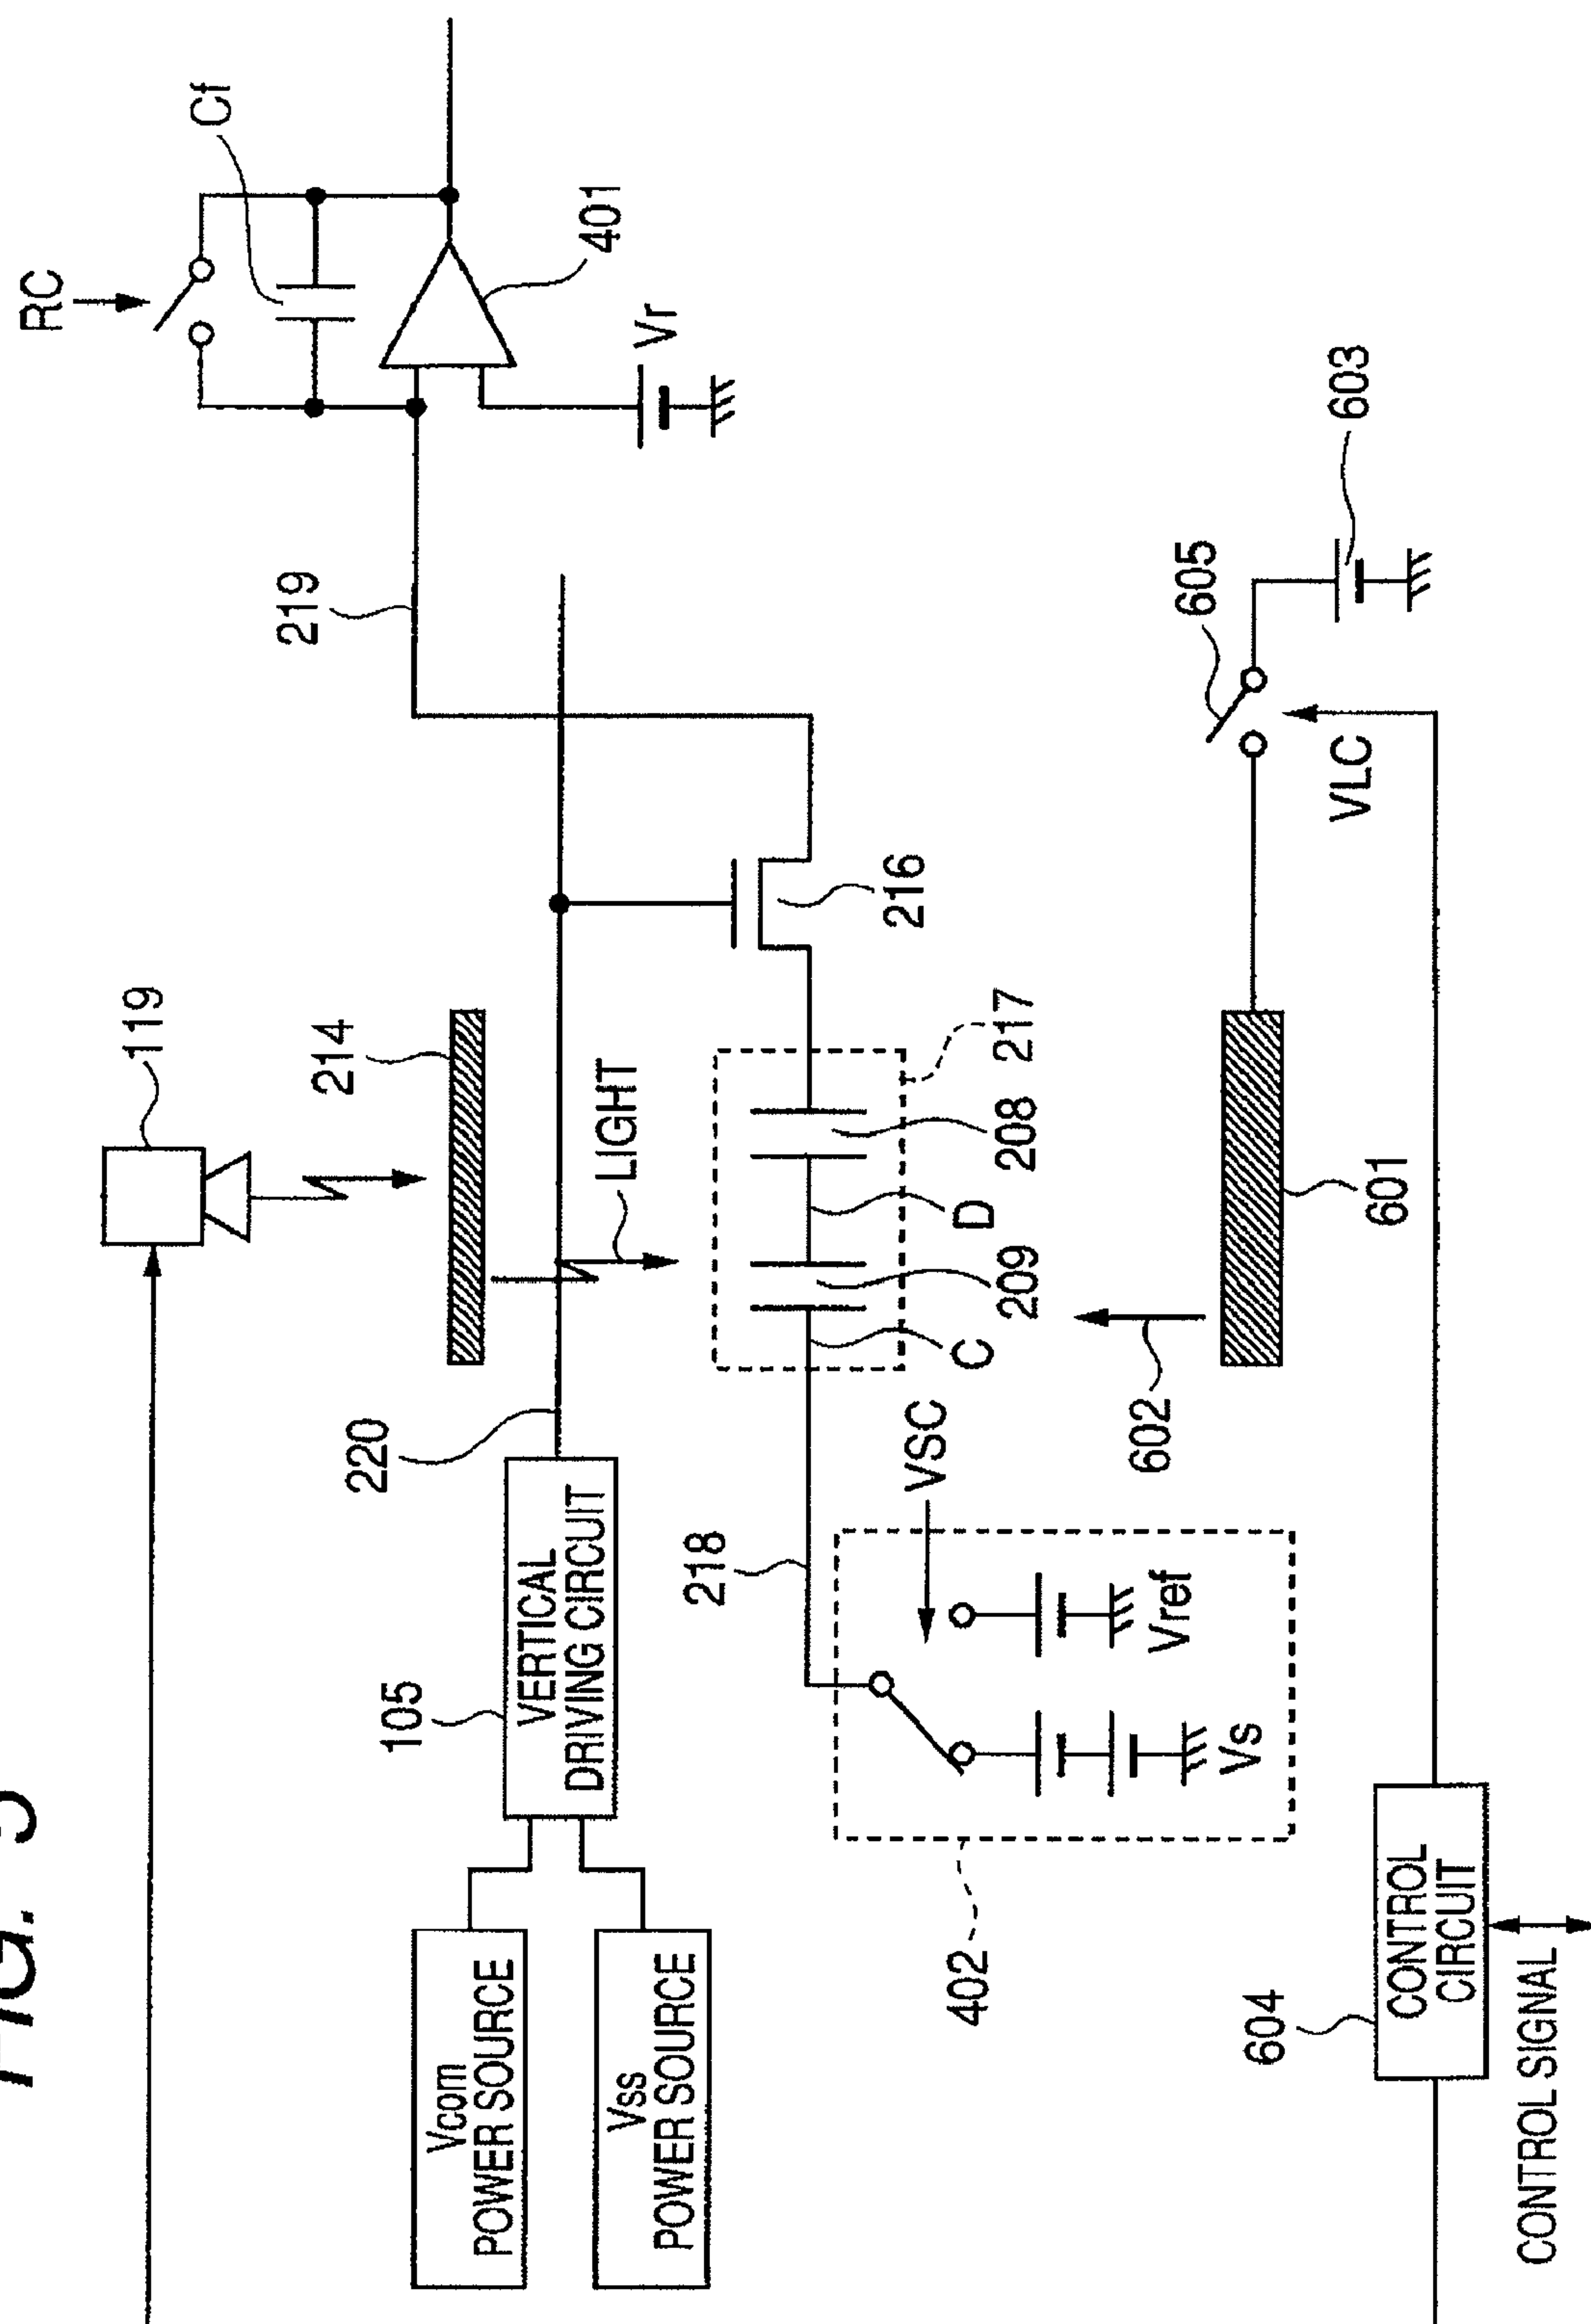 FIG.
RC
119
Cf
219
214
220
105
401
LIGHT
Vr
Vcom
POWER SOURCE
VERTICAL
DRIVING CIRCUIT
Vss
POWER SOURCE
218
216
VSC
217
C
D
209
208
402
Vref
Vs
602
605
603
VLC
601
604
CONTROL
CIRCUIT
CONTROL SIGNAL